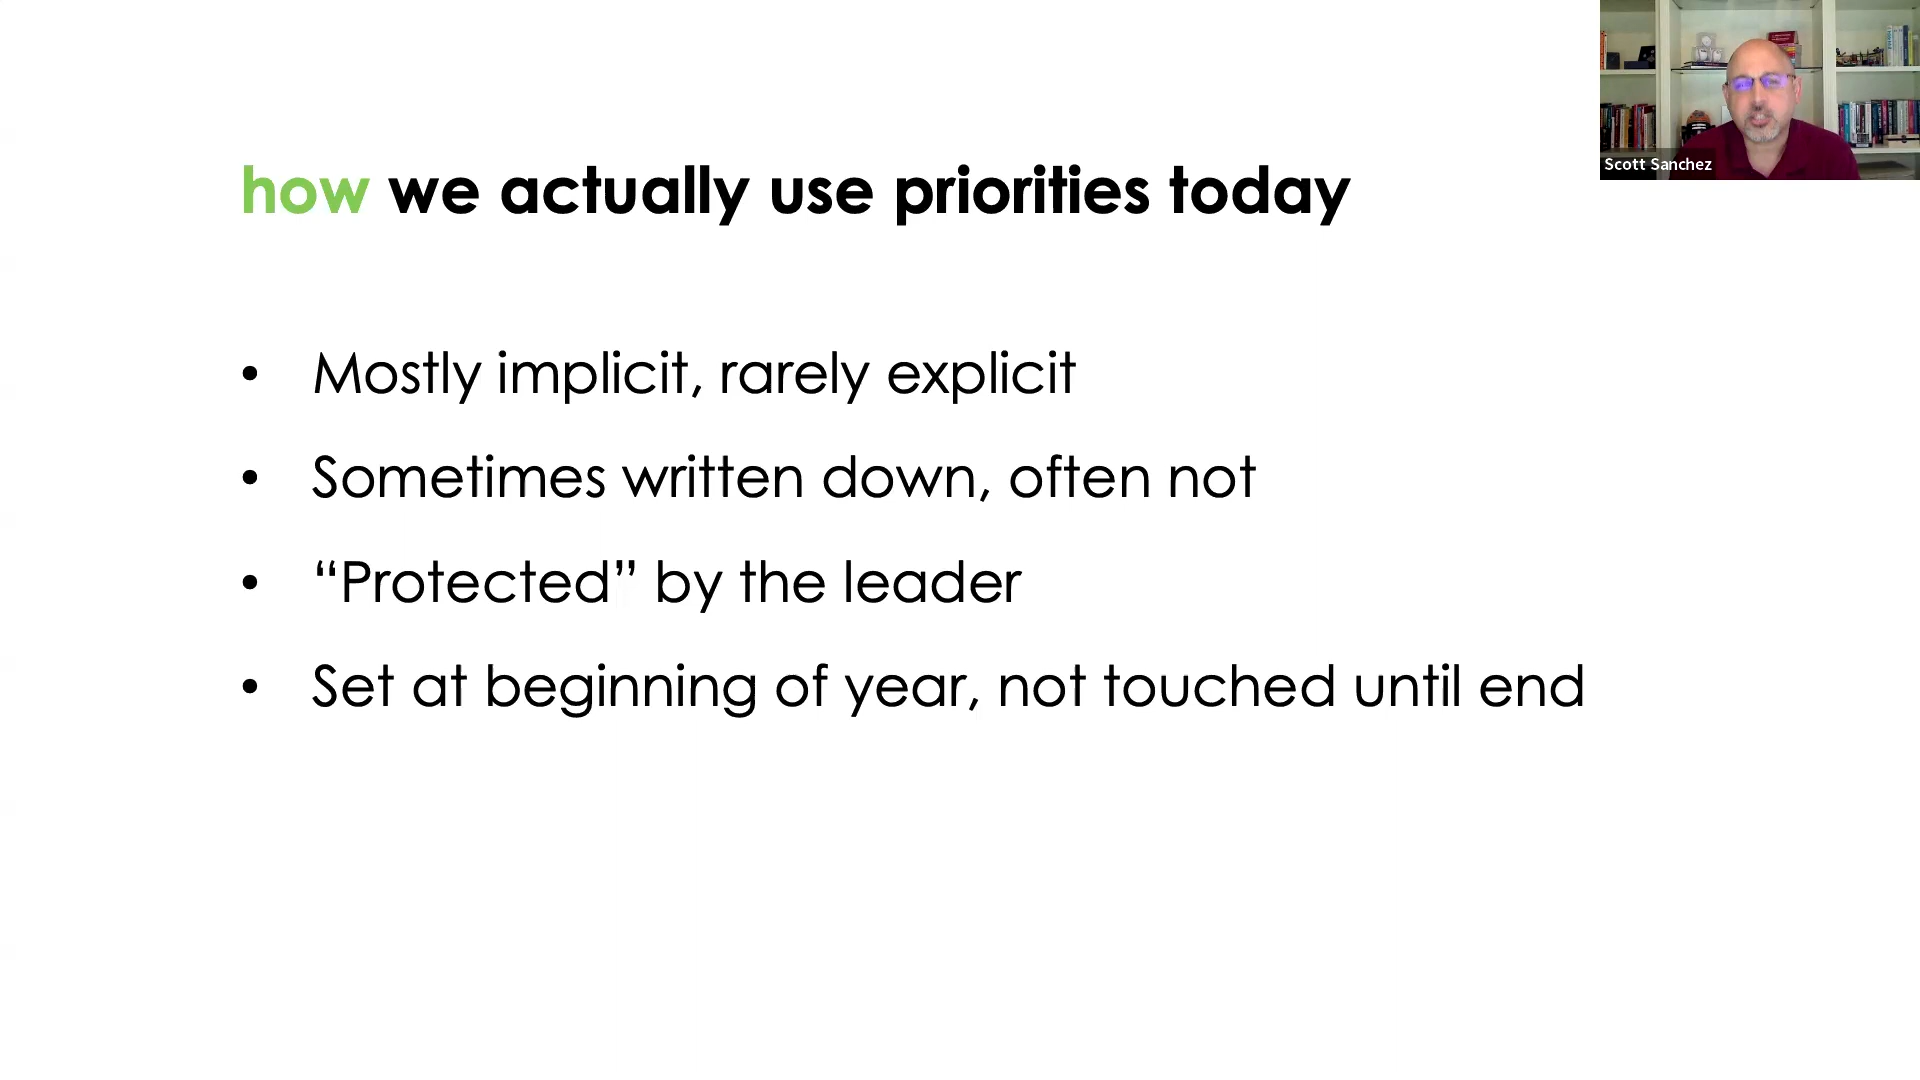 how we actually use priorities today
• Mostly implicit, rarely explicit
• Sometimes written down, often not
• “Protected” by the leader
• Set at beginning of year, not touched until end
Scott Sanchez